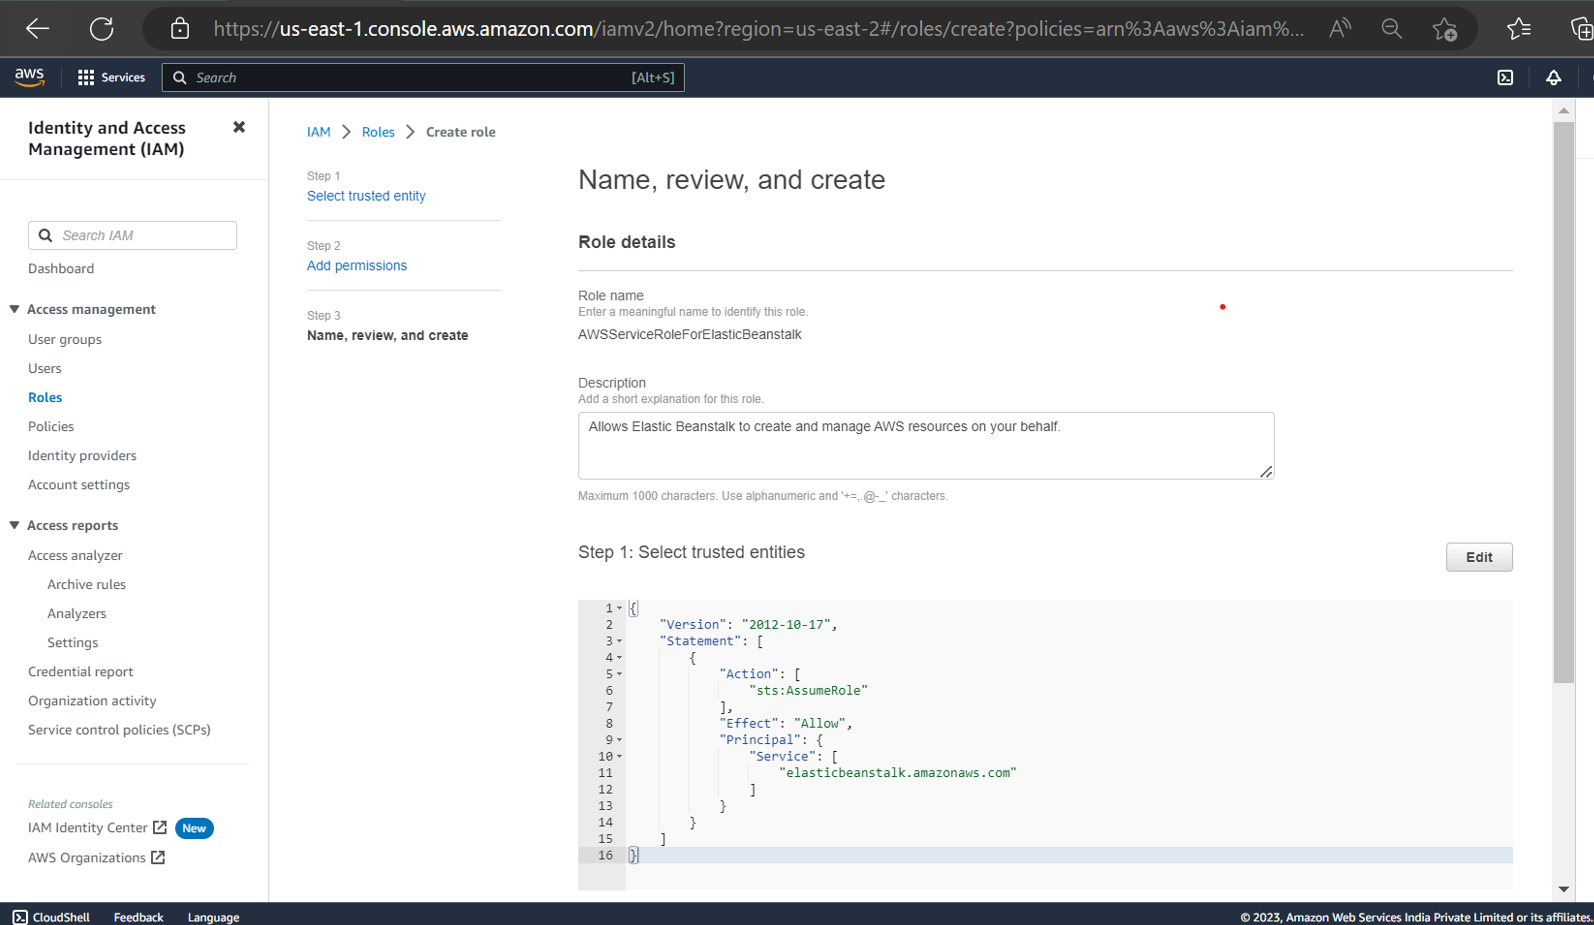 https://us-east-1.console.aws.amazon.com/iamv2/home?region=us-east-2#/roles/create?policies=arn%3Aaws%3Aiam%...
aws
Services
Search
[Alt+S]
Identity and Access
Management (IAM)
Search IAM
Dashboard
Access management
User groups
Users
Roles
Policies
Identity providers
Account settings
Access reports
Access analyzer
Archive rules
Analyzers
Settings
Credential report
Organization activity
Service control policies (SCPs)
Related consoles
IAM Identity Center
New
AWS Organizations
IAM > Roles > Create role
Step 1
Select trusted entity
Step 2
Add permissions
Step 3
Name, review, and create
Name, review, and create
Role details
Role name
Enter a meaningful name to identify this role.
AWSServiceRoleForElasticBeanstalk
Description
Add a short explanation for this role.
Allows Elastic Beanstalk to create and manage AWS resources on your behalf.
Maximum 1000 characters. Use alphanumeric and '+=,.@-_' characters.
Step 1: Select trusted entities
Edit
1 {
2 "Version": "2012-10-17",
3 "Statement": [
4 {
5 "Action": [
6 "sts:AssumeRole"
7 ],
8 "Effect": "Allow",
9 "Principal": {
10 "Service": [
11 "elasticbeanstalk.amazonaws.com"
12 ]
13 }
14 }
15 ]
16 }
CloudShell
Feedback
Language
© 2023, Amazon Web Services India Private Limited or its affiliates.